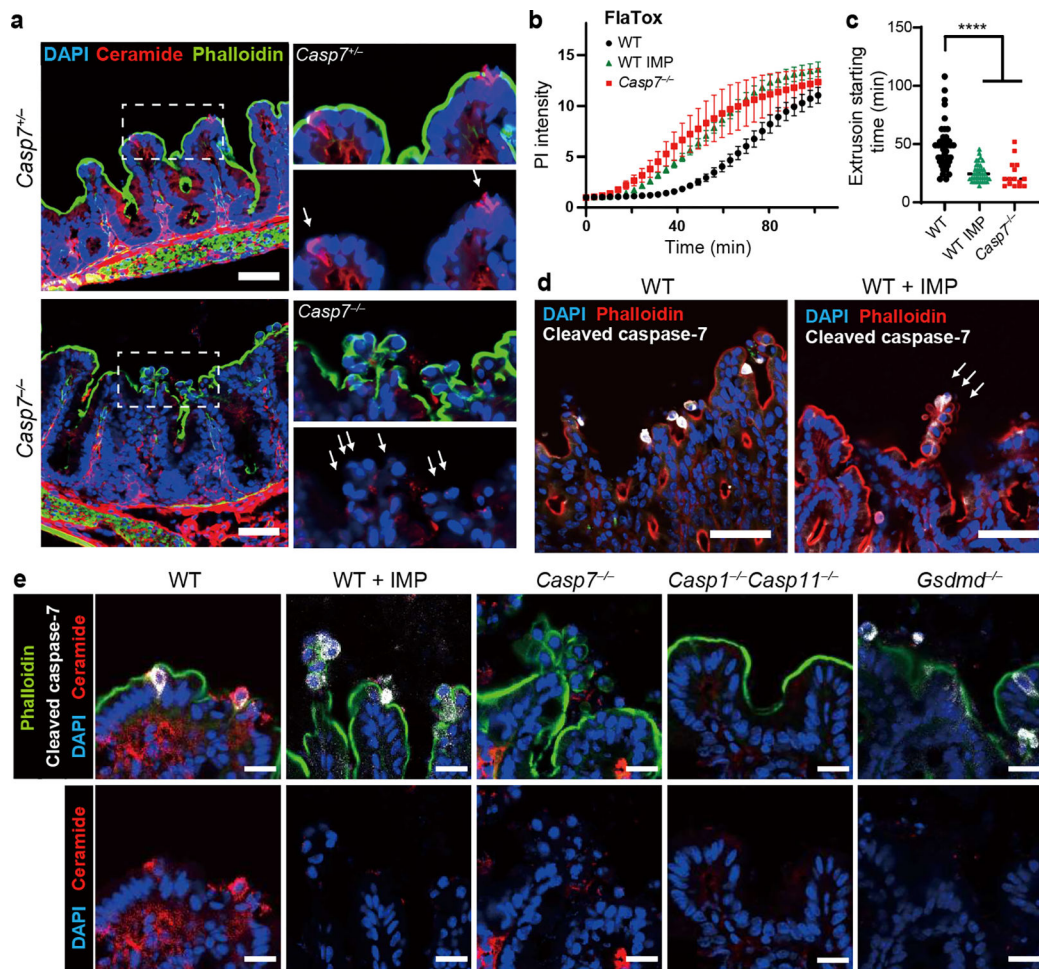 a
DAPI Ceramide Phalloidin
Casp7+/–
Casp7+/–
Casp7–/–
Casp7–/–
b
FlaTox
WT
WT IMP
Casp7–/–
PI intensity
15
10
5
0
0 40 80
Time (min)
c
****
Extrusoin starting
time (min)
150
100
50
0
WT
WT IMP
Casp7–/–
d
WT
DAPI Phalloidin
Cleaved caspase-7
WT + IMP
DAPI Phalloidin
Cleaved caspase-7
e
WT
WT + IMP
Casp7–/–
Casp1–/–Casp11–/–
Gsdmd–/–
Phalloidin
Cleaved caspase-7
DAPI Ceramide
DAPI Ceramide